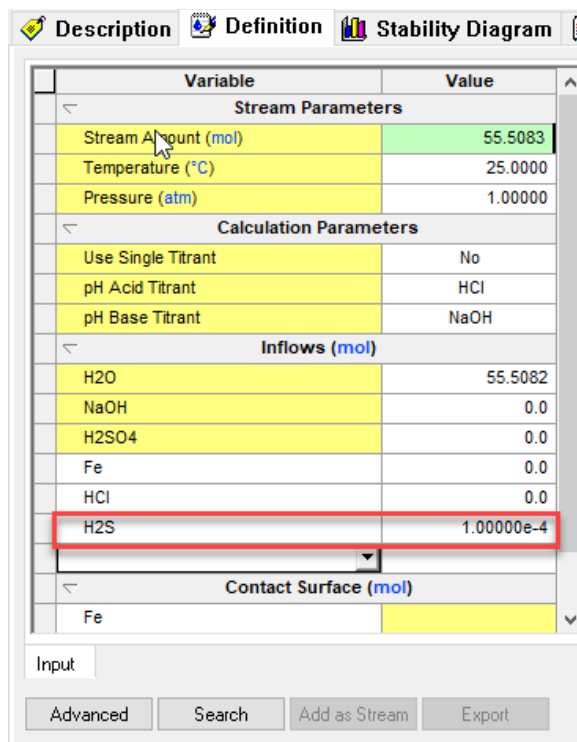 Description Definition Stability Diagram
Variable Value
Stream Parameters
Stream Amount (mol) 55.5083
Temperature (°C) 25.0000
Pressure (atm) 1.00000
Calculation Parameters
Use Single Titrant No
pH Acid Titrant HCl
pH Base Titrant NaOH
Inflows (mol)
H2O 55.5082
NaOH 0.0
H2SO4 0.0
Fe 0.0
HCl 0.0
H2S 1.00000e-4
Contact Surface (mol)
Fe
Input
Advanced Search Add as Stream Export